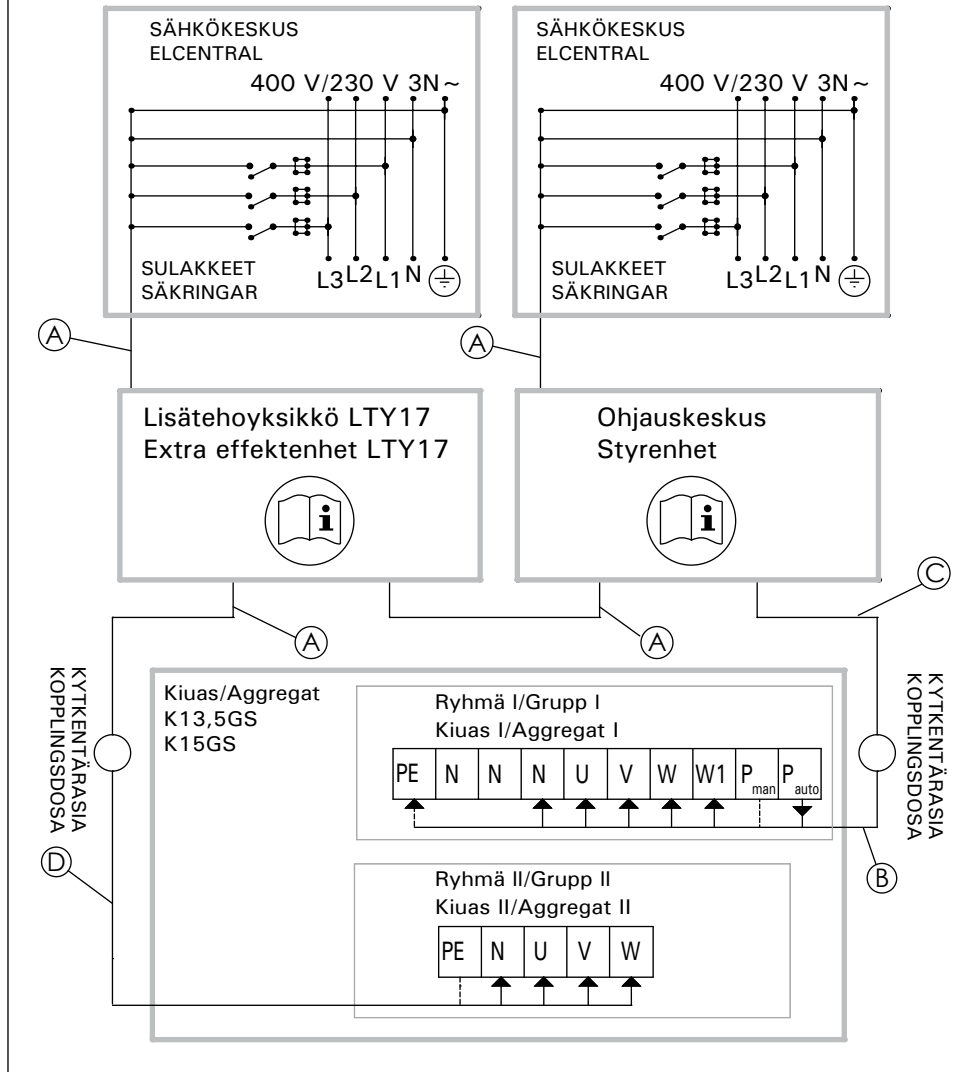 SÄHKÖKESKUS
ELCENTRAL
400 V/230 V 3N~
SULAKKEET
SÄKRINGAR
L3 L2 L1 N
SÄHKÖKESKUS
ELCENTRAL
400 V/230 V 3N~
SULAKKEET
SÄKRINGAR
L3 L2 L1 N
A
A
Lisätehoyksikkö LTY17
Extra effektenhet LTY17
i
Ohjauskeskus
Styrenhet
i
C
A
A
KYTKENTÄRASIA
KOPPLINGSDOSA
Kiuas/Aggregat
K13,5GS
K15GS
Ryhmä I/Grupp I
Kiuas I/Aggregat I
PE N N N U V W W1 Pman Pauto
KYTKENTÄRASIA
KOPPLINGSDOSA
D
B
Ryhmä II/Grupp II
Kiuas II/Aggregat II
PE N U V W